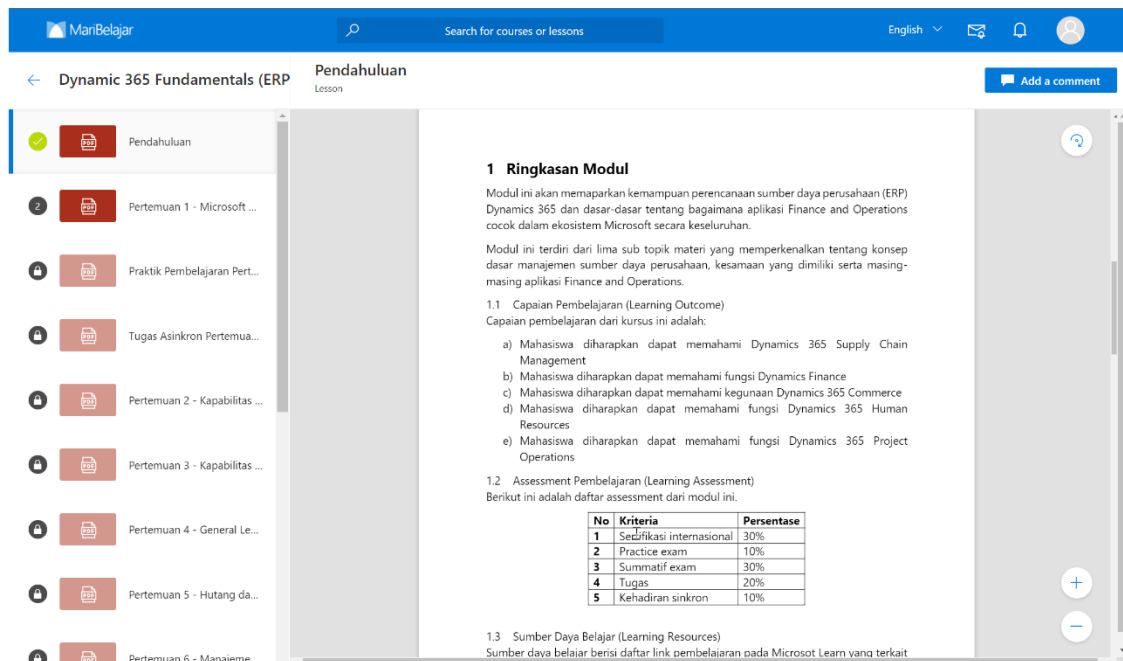 MariBelajar
Search for courses or lessons
English
Dynamic 365 Fundamentals (ERP
Pendahuluan
Lesson
Add a comment
Pendahuluan
2
Pertemuan 1 - Microsoft ...
Praktik Pembelajaran Pert...
Tugas Asinkron Pertemua...
Pertemuan 2 - Kapabilitas ...
Pertemuan 3 - Kapabilitas ...
Pertemuan 4 - General Le...
Pertemuan 5 - Hutang da...
Pertemuan 6 - Manajeme...
1 Ringkasan Modul
Modul ini akan memaparkan kemampuan perencanaan sumber daya perusahaan (ERP)
Dynamics 365 dan dasar-dasar tentang bagaimana aplikasi Finance and Operations
cocok dalam ekosistem Microsoft secara keseluruhan.
Modul ini terdiri dari lima sub topik materi yang memperkenalkan tentang konsep
dasar manajemen sumber daya perusahaan, kesamaan yang dimiliki serta masing-
masing aplikasi Finance and Operations.
1.1 Capaian Pembelajaran (Learning Outcome)
Capaian pembelajaran dari kursus ini adalah:
a) Mahasiswa diharapkan dapat memahami Dynamics 365 Supply Chain
Management
b) Mahasiswa diharapkan dapat memahami fungsi Dynamics Finance
c) Mahasiswa diharapkan dapat memahami kegunaan Dynamics 365 Commerce
d) Mahasiswa diharapkan dapat memahami fungsi Dynamics 365 Human
Resources
e) Mahasiswa diharapkan dapat memahami fungsi Dynamics 365 Project
Operations
1.2 Assessment Pembelajaran (Learning Assessment)
Berikut ini adalah daftar assessment dari modul ini.
No Kriteria Persentase
1 Sertifikasi internasional 30%
2 Practice exam 10%
3 Summatif exam 30%
4 Tugas 20%
5 Kehadiran sinkron 10%
1.3 Sumber Daya Belajar (Learning Resources)
Sumber daya belajar berisi daftar link pembelajaran pada Microsot Learn yang terkait